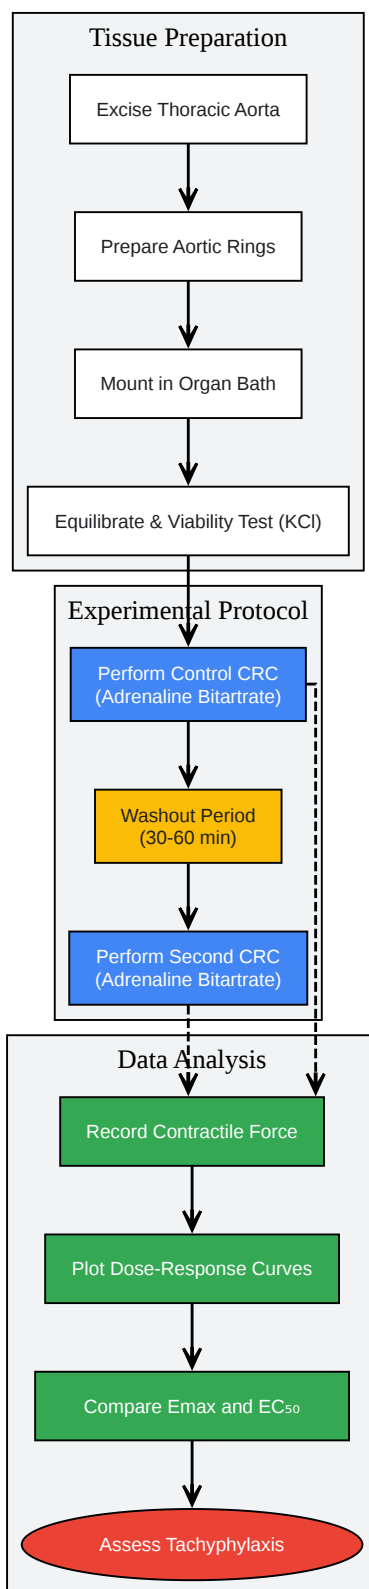 Tissue Preparation
Excise Thoracic Aorta
Prepare Aortic Rings
Mount in Organ Bath
Equilibrate & Viability Test (KCl)
Experimental Protocol
Perform Control CRC
(Adrenaline Bitartrate)
Washout Period
(30-60 min)
Perform Second CRC
(Adrenaline Bitartrate)
Data Analysis
Record Contractile Force
Plot Dose-Response Curves
Compare Emax and EC₅₀
Assess Tachyphylaxis